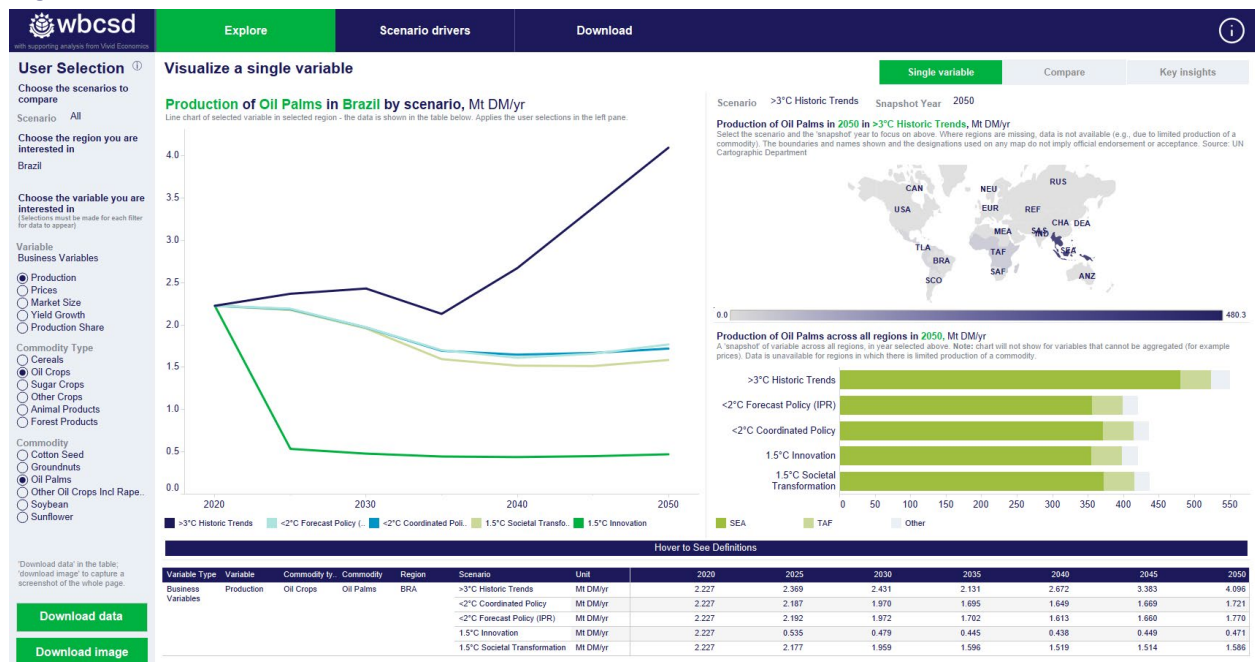 wbcsd
with supporting analysis from Vivid Economics
Explore
Scenario drivers
Download
User Selection
Choose the scenarios to
compare
Scenario All
Choose the region you are
interested in
Brazil
Choose the variable you are
interested in
(Selections must be made for each filter
for data to appear)
Variable
Business Variables
Production
Prices
Market Size
Yield Growth
Production Share
Commodity Type
Cereals
Oil Crops
Sugar Crops
Other Crops
Animal Products
Forest Products
Commodity
Cotton Seed
Groundnuts
Oil Palms
Other Oil Crops Incl Rape..
Soybean
Sunflower
'Download data' in the table;
'download image' to capture a
screenshot of the whole page.
Download data
Download image
Visualize a single variable
Single variable
Compare
Key insights
Production of Oil Palms in Brazil by scenario, Mt DM/yr
Line chart of selected variable in selected region - the data is shown in the table below. Applies the user selections in the left pane.
4.0
3.5
3.0
2.5
2.0
1.5
1.0
0.5
0.0
2020 2030 2040 2050
>3°C Historic Trends <2°C Forecast Policy (.. <2°C Coordinated Poli.. 1.5°C Societal Transfo.. 1.5°C Innovation
Scenario >3°C Historic Trends Snapshot Year 2050
Production of Oil Palms in 2050 in >3°C Historic Trends, Mt DM/yr
Select the scenario and the 'snapshot' year to focus on above. Where regions are missing, data is not available (e.g., due to limited production of a
commodity). The boundaries and names shown and the designations used on any map do not imply official endorsement or acceptance. Source: UN
Cartographic Department
CAN
NEU
RUS
USA
EUR
REF
CHA DEA
MEA
SAS
IND
TLA
TAF
SEA
BRA
SAF
ANZ
SCO
0.0 480.3
Production of Oil Palms across all regions in 2050, Mt DM/yr
A 'snapshot' of variable across all regions, in year selected above. Note: chart will not show for variables that cannot be aggregated (for example
prices). Data is unavailable for regions in which there is limited production of a commodity.
>3°C Historic Trends
<2°C Forecast Policy (IPR)
<2°C Coordinated Policy
1.5°C Innovation
1.5°C Societal
Transformation
0 50 100 150 200 250 300 350 400 450 500 550
SEA TAF Other
Hover to See Definitions
Variable Type Variable Commodity ty.. Commodity Region Scenario Unit 2020 2025 2030 2035 2040 2045 2050
Business Production Oil Crops Oil Palms BRA >3°C Historic Trends Mt DM/yr 2.227 2.369 2.431 2.131 2.672 3.383 4.096
Variables
<2°C Coordinated Policy Mt DM/yr 2.227 2.187 1.970 1.695 1.649 1.669 1.721
<2°C Forecast Policy (IPR) Mt DM/yr 2.227 2.192 1.972 1.702 1.613 1.660 1.770
1.5°C Innovation Mt DM/yr 2.227 0.535 0.479 0.445 0.438 0.449 0.471
1.5°C Societal Transformation Mt DM/yr 2.227 2.177 1.959 1.596 1.519 1.514 1.586